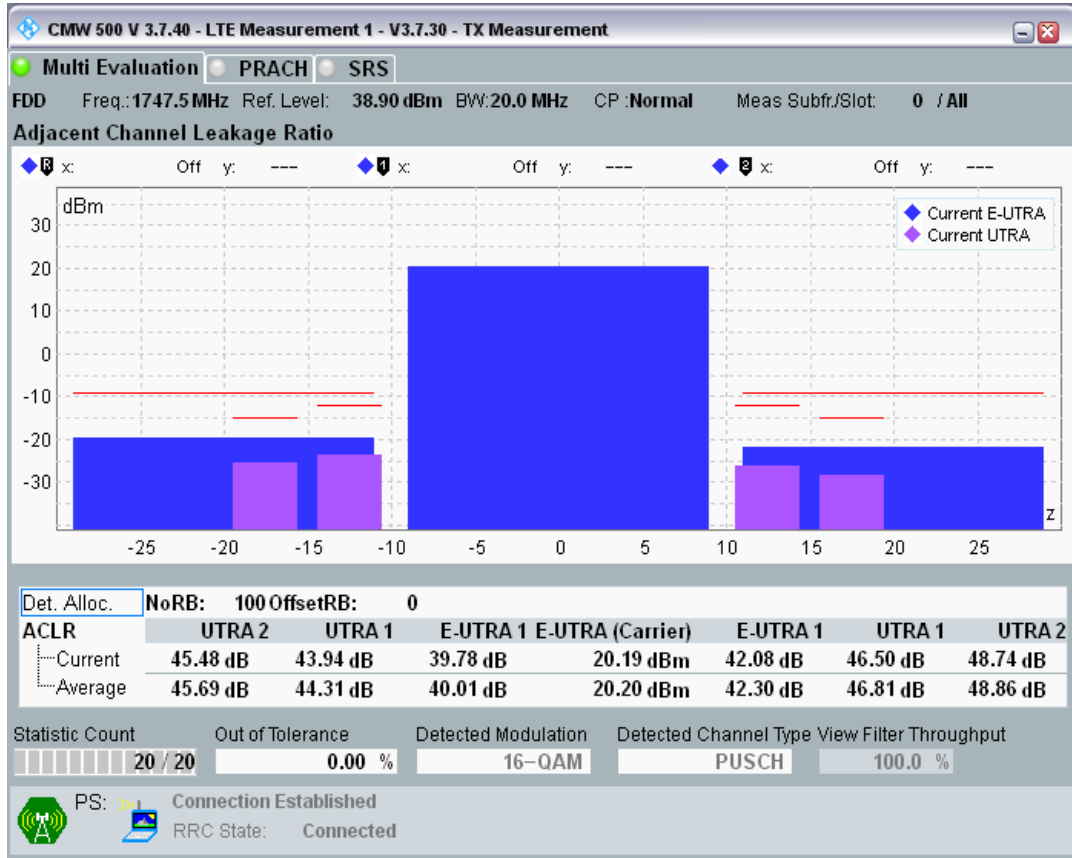 CMW 500 V 3.7.40 - LTE Measurement 1 - V3.7.30 - TX Measurement
Multi Evaluation PRACH SRS
FDD Freq.: 1747.5 MHz Ref. Level: 38.90 dBm BW: 20.0 MHz CP : Normal Meas Subfr./Slot: 0 / All
Adjacent Channel Leakage Ratio
R x: Off y: --- 1 x: Off y: --- 2 x: Off y: ---
dBm
Current E-UTRA
Current UTRA
30
20
10
0
-10
-20
-30
z
-25 -20 -15 -10 -5 0 5 10 15 20 25
Det. Alloc. NoRB: 100 OffsetRB: 0
ACLR UTRA 2 UTRA 1 E-UTRA 1 E-UTRA (Carrier) E-UTRA 1 UTRA 1 UTRA 2
Current 45.48 dB 43.94 dB 39.78 dB 20.19 dBm 42.08 dB 46.50 dB 48.74 dB
Average 45.69 dB 44.31 dB 40.01 dB 20.20 dBm 42.30 dB 46.81 dB 48.86 dB
Statistic Count Out of Tolerance Detected Modulation Detected Channel Type View Filter Throughput
20 / 20 0.00 % 16-QAM PUSCH 100.0 %
PS: Connection Established
RRC State: Connected